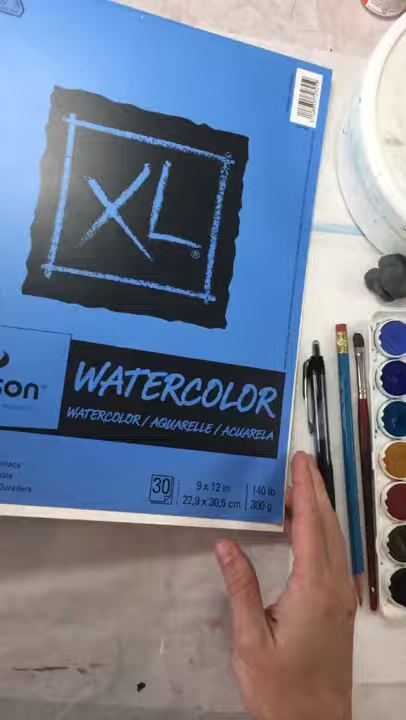 XL®
son®
WATERCOLOR
WATERCOLOR / AQUARELLE / ACUARELA
30
9 x 12 in
22,9 x 30,5 cm
140 lb
300 g